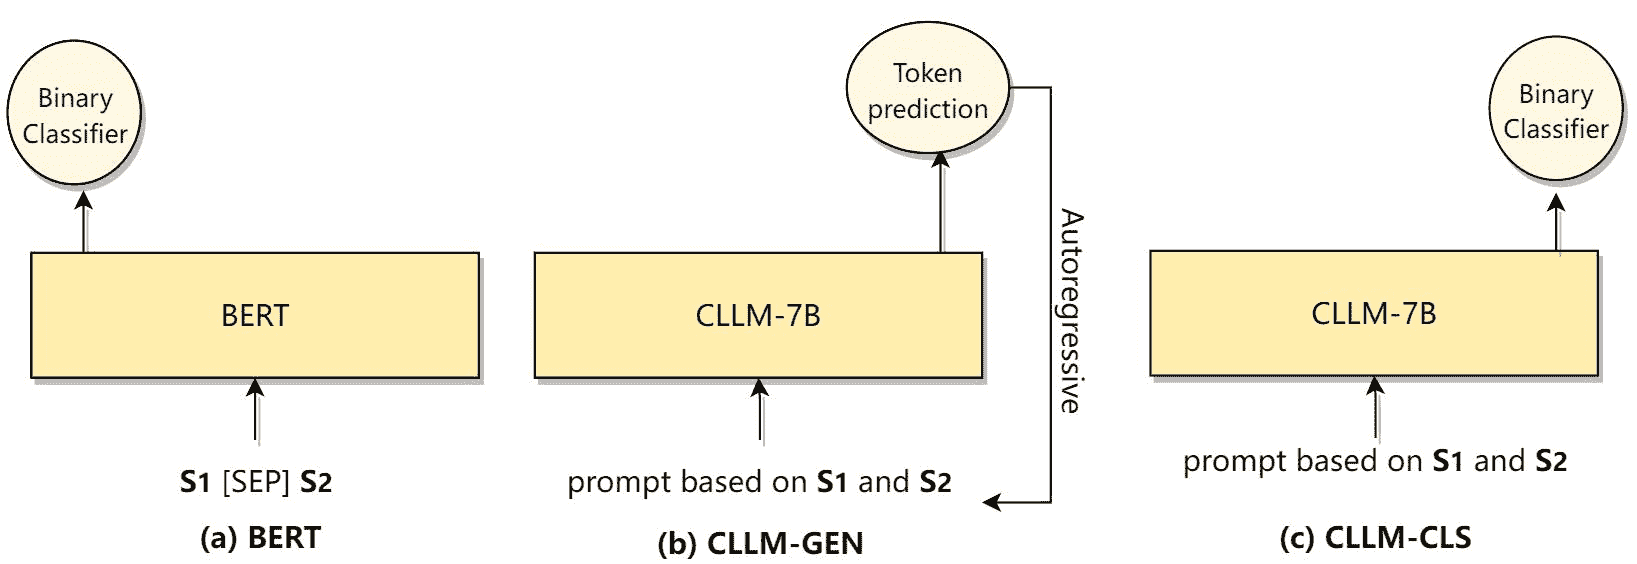 Binary
Classifier
BERT
S1 [SEP] S2
(a) BERT
Token
prediction
Autoregressive
CLLM-7B
prompt based on S1 and S2
(b) CLLM-GEN
Binary
Classifier
CLLM-7B
prompt based on S1 and S2
(c) CLLM-CLS